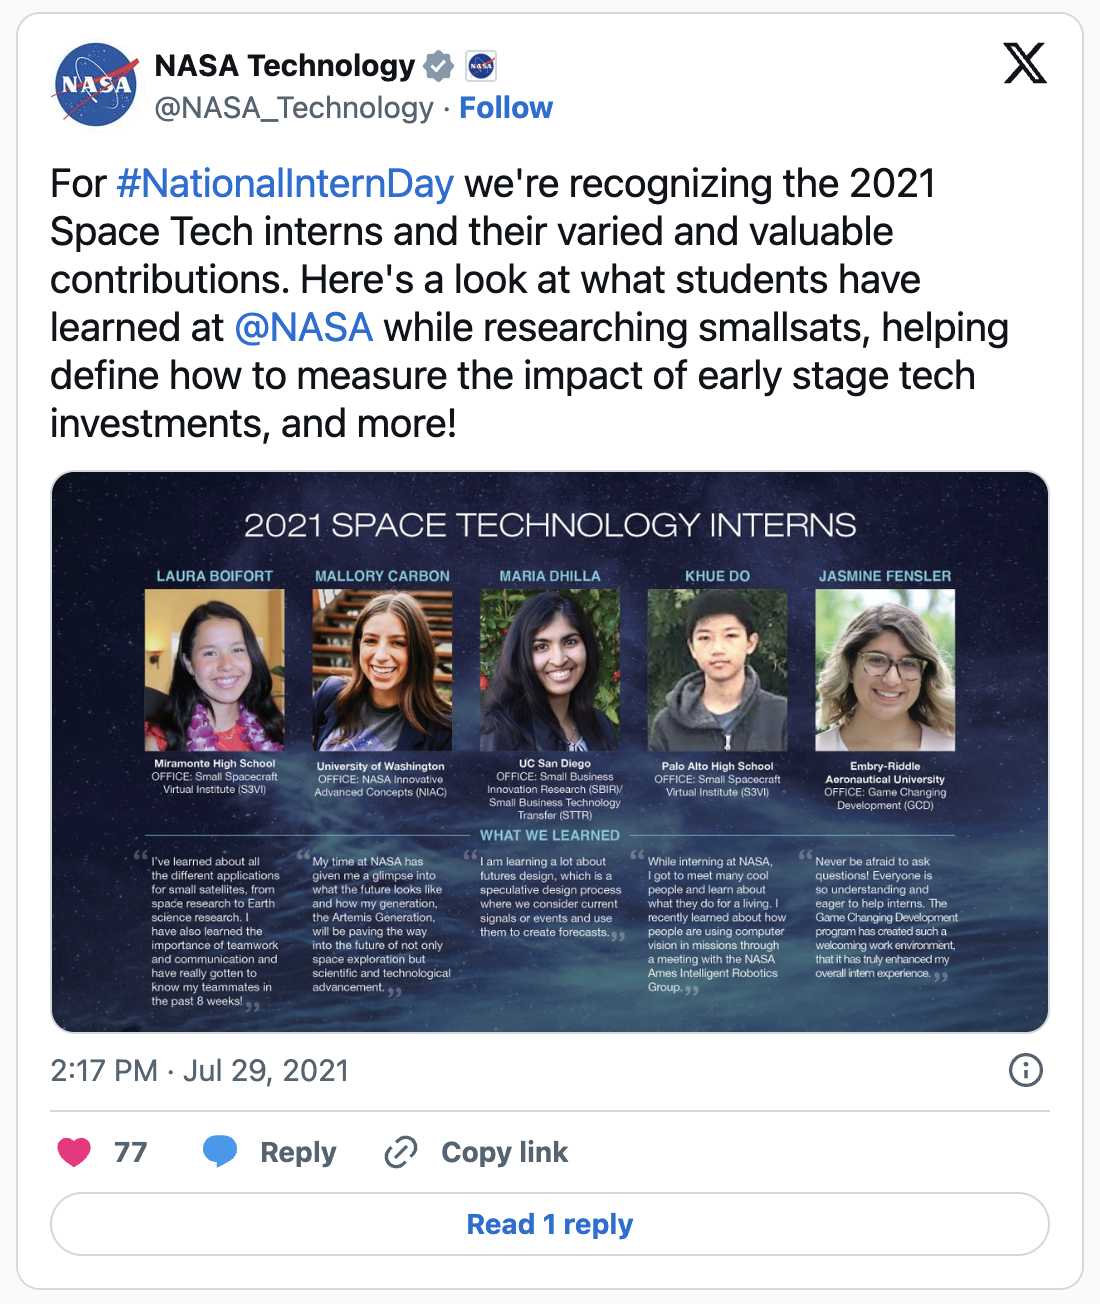 NASA
NASA Technology
NASA
@NASA_Technology · Follow
For #NationalInternDay we're recognizing the 2021
Space Tech interns and their varied and valuable
contributions. Here's a look at what students have
learned at @NASA while researching smallsats, helping
define how to measure the impact of early stage tech
investments, and more!
2021 SPACE TECHNOLOGY INTERNS
LAURA BOIFORT
Miramonte High School
OFFICE: Small Spacecraft
Virtual Institute (S3VI)
MALLORY CARBON
University of Washington
OFFICE: NASA Innovative
Advanced Concepts (NIAC)
MARIA DHILLA
UC San Diego
OFFICE: Small Business
Innovation Research (SBIR)/
Small Business Technology
Transfer (STTR)
KHUE DO
Palo Alto High School
OFFICE: Small Spacecraft
Virtual Institute (S3VI)
JASMINE FENSLER
Embry-Riddle
Aeronautical University
OFFICE: Game Changing
Development (GCD)
WHAT WE LEARNED
“I've learned about all
the different applications
for small satellites, from
space research to Earth
science research. I
have also learned the
importance of teamwork
and communication and
have really gotten to
know my teammates in
the past 8 weeks!”
“My time at NASA has
given me a glimpse into
what the future looks like
and how my generation,
the Artemis Generation,
will be paving the way
into the future of not only
space exploration but
scientific and technological
advancement.”
“I am learning a lot about
futures design, which is a
speculative design process
where we consider current
signals or events and use
them to create forecasts.”
“While interning at NASA,
I got to meet many cool
people and learn about
what they do for a living. I
recently learned about how
people are using computer
vision in missions through
a meeting with the NASA
Ames Intelligent Robotics
Group.”
“Never be afraid to ask
questions! Everyone is
so understanding and
eager to help interns. The
Game Changing Development
program has created such a
welcoming work environment,
that it has truly enhanced my
overall intern experience.”
2:17 PM · Jul 29, 2021
77
Reply
Copy link
Read 1 reply